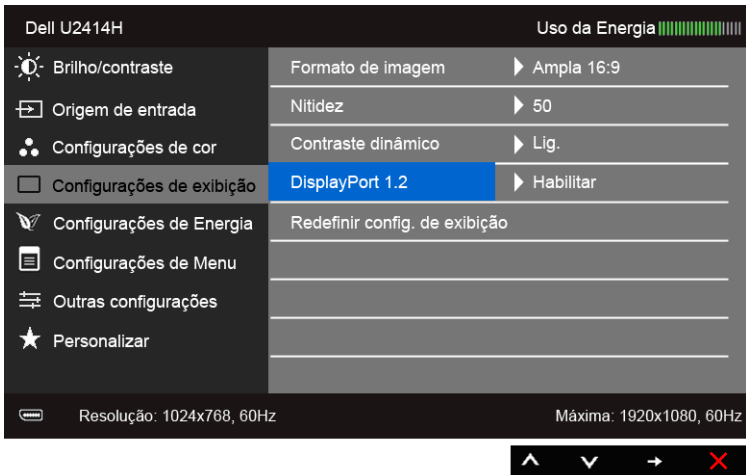 Dell U2414H Uso da Energia
Brilho/contraste Formato de imagem Ampla 16:9
Origem de entrada Nitidez 50
Configurações de cor Contraste dinâmico Lig.
Configurações de exibição DisplayPort 1.2 Habilitar
Configurações de Energia Redefinir config. de exibição
Configurações de Menu
Outras configurações
Personalizar
Resolução: 1024x768, 60Hz Máxima: 1920x1080, 60Hz